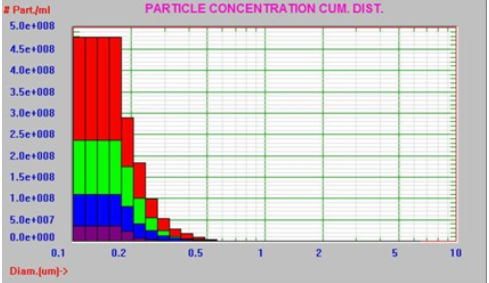 # Part./ml
PARTICLE CONCENTRATION CUM. DIST.
5.0e+008
4.5e+008
4.0e+008
3.5e+008
3.0e+008
2.5e+008
2.0e+008
1.5e+008
1.0e+008
5.0e+007
0.0e+000
0.1 0.2 0.5 1 2 5 10
Diam.(um)->